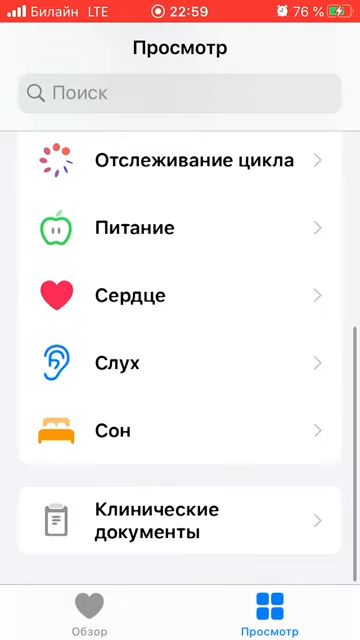 Билайн LTE 22:59 76 %
Просмотр
Поиск
Отслеживание цикла
Питание
Сердце
Слух
Сон
Клинические
документы
Обзор Просмотр